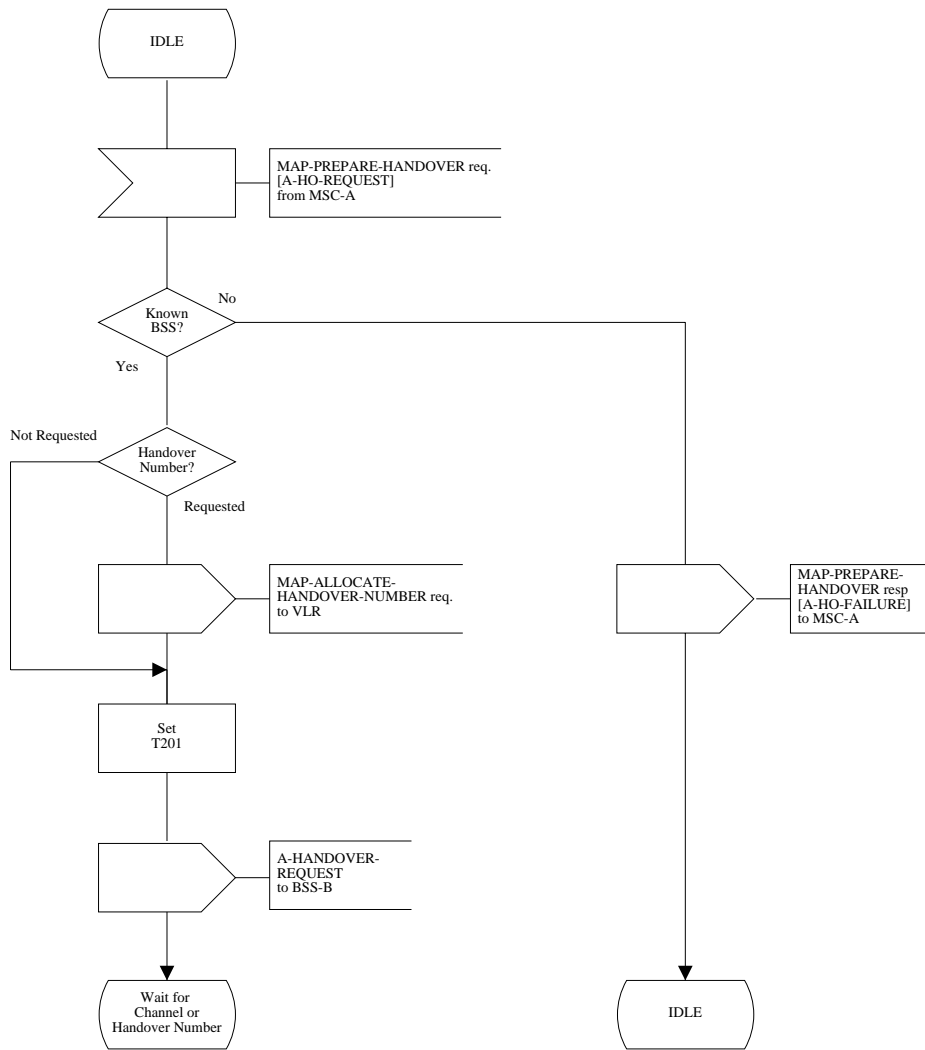 IDLE
MAP-PREPARE-HANDOVER req.
[A-HO-REQUEST]
from MSC-A
No
Known
BSS?
Yes
Not Requested
Handover
Number?
Requested
MAP-ALLOCATE-
HANDOVER-NUMBER req.
to VLR
MAP-PREPARE-
HANDOVER resp
[A-HO-FAILURE]
to MSC-A
Set
T201
A-HANDOVER-
REQUEST
to BSS-B
Wait for
Channel or
Handover Number
IDLE